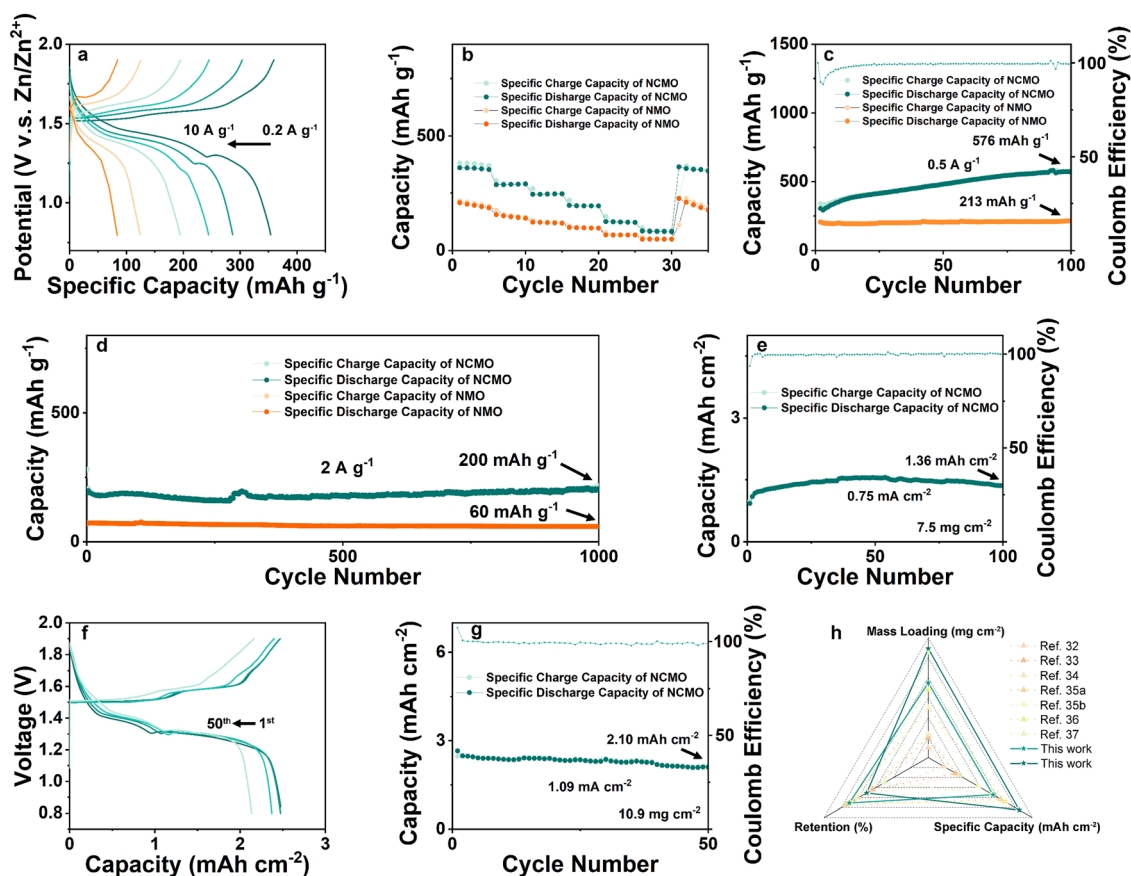 a
Potential (V v.s. Zn/Zn²⁺)
2.0
1.5
1.0
10 A g⁻¹
0.2 A g⁻¹
0 100 200 300 400
Specific Capacity (mAh g⁻¹)
b
Capacity (mAh g⁻¹)
500
0
Specific Charge Capacity of NCMO
Specific Discharge Capacity of NCMO
Specific Charge Capacity of NMO
Specific Disharge Capacity of NMO
0 10 20 30
Cycle Number
c
Capacity (mAh g⁻¹)
1500
1000
500
0
Specific Charge Capacity of NCMO
Specific Discharge Capacity of NCMO
Specific Charge Capacity of NMO
Specific Discharge Capacity of NMO
576 mAh g⁻¹
0.5 A g⁻¹
213 mAh g⁻¹
100
50
0
Coulomb Efficiency (%)
0 50 100
Cycle Number
d
Capacity (mAh g⁻¹)
500
0
Specific Charge Capacity of NCMO
Specific Discharge Capacity of NCMO
Specific Charge Capacity of NMO
Specific Discharge Capacity of NMO
2 A g⁻¹
200 mAh g⁻¹
60 mAh g⁻¹
0 500 1000
Cycle Number
e
Capacity (mAh cm⁻²)
3
0
Specific Charge Capacity of NCMO
Specific Discharge Capacity of NCMO
1.36 mAh cm⁻²
0.75 mA cm⁻²
7.5 mg cm⁻²
100
50
0
Coulomb Efficiency (%)
0 50 100
Cycle Number
f
Voltage (V)
2.0
1.8
1.6
1.4
1.2
1.0
0.8
50ᵗʰ
1ˢᵗ
0 1 2 3
Capacity (mAh cm⁻²)
g
Capacity (mAh cm⁻²)
6
3
0
Specific Charge Capacity of NCMO
Specific Discharge Capacity of NCMO
2.10 mAh cm⁻²
1.09 mA cm⁻²
10.9 mg cm⁻²
100
50
0
Coulomb Efficiency (%)
0 50
Cycle Number
h
Mass Loading (mg cm⁻²)
Ref. 32
Ref. 33
Ref. 34
Ref. 35a
Ref. 35b
Ref. 36
Ref. 37
This work
This work
Retention (%)
Specific Capacity (mAh cm⁻²)